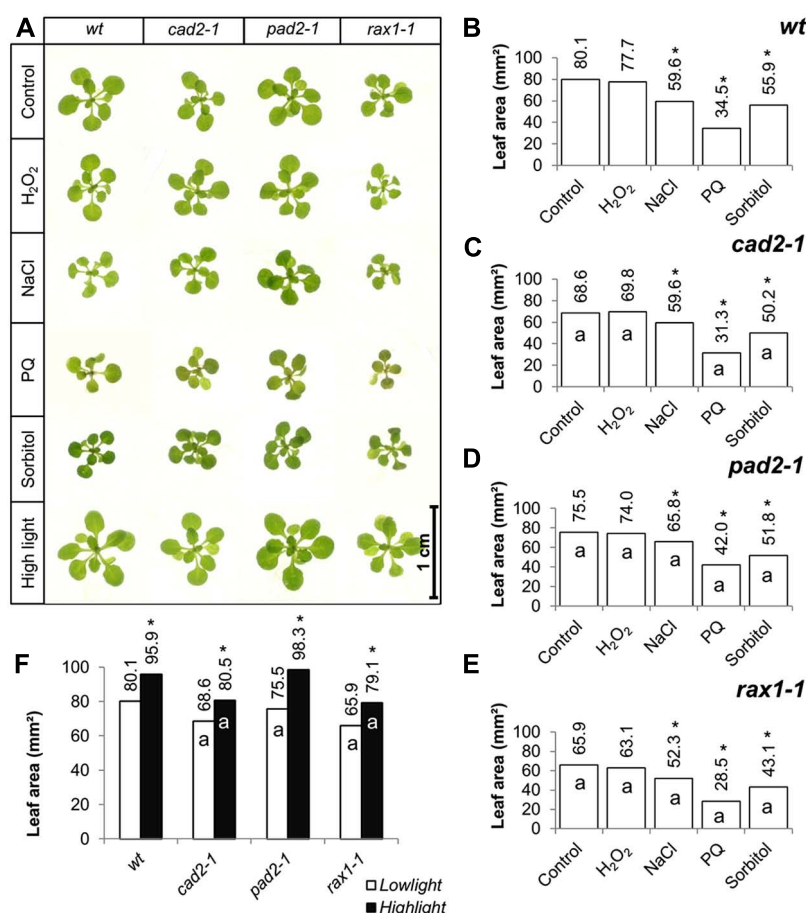 A
wt cad2-1 pad2-1 rax1-1
Control
H₂O₂
NaCl
PQ
Sorbitol
High light
1 cm
B
wt
Leaf area (mm²)
100
80
60
40
20
0
80.1 77.7 59.6 * 34.5* 55.9 *
Control H₂O₂ NaCl PQ Sorbitol
C
cad2-1
Leaf area (mm²)
100
80
60
40
20
0
68.6 69.8 59.6 * 31.3 * 50.2 *
a a a a
Control H₂O₂ NaCl PQ Sorbitol
D
pad2-1
Leaf area (mm²)
100
80
60
40
20
0
75.5 74.0 65.8* 42.0 * 51.8 *
a a a a a
Control H₂O₂ NaCl PQ Sorbitol
E
rax1-1
Leaf area (mm²)
100
80
60
40
20
0
65.9 63.1 52.3 * 28.5 * 43.1 *
a a a a a
Control H₂O₂ NaCl PQ Sorbitol
F
Leaf area (mm²)
100
80
60
40
20
0
80.1 95.9 * 68.6 80.5 * 75.5 98.3 * 65.9 79.1 *
a a a a a
wt cad2-1 pad2-1 rax1-1
Lowlight
Highlight